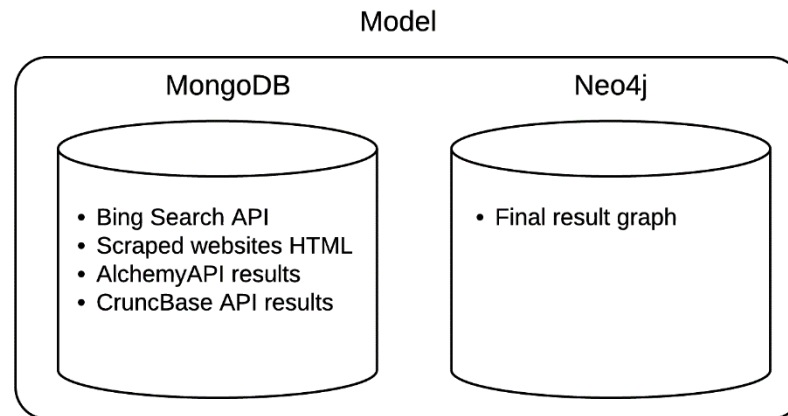 Model
MongoDB
Neo4j
• Bing Search API
• Scraped websites HTML
• AlchemyAPI results
• CruncBase API results
• Final result graph